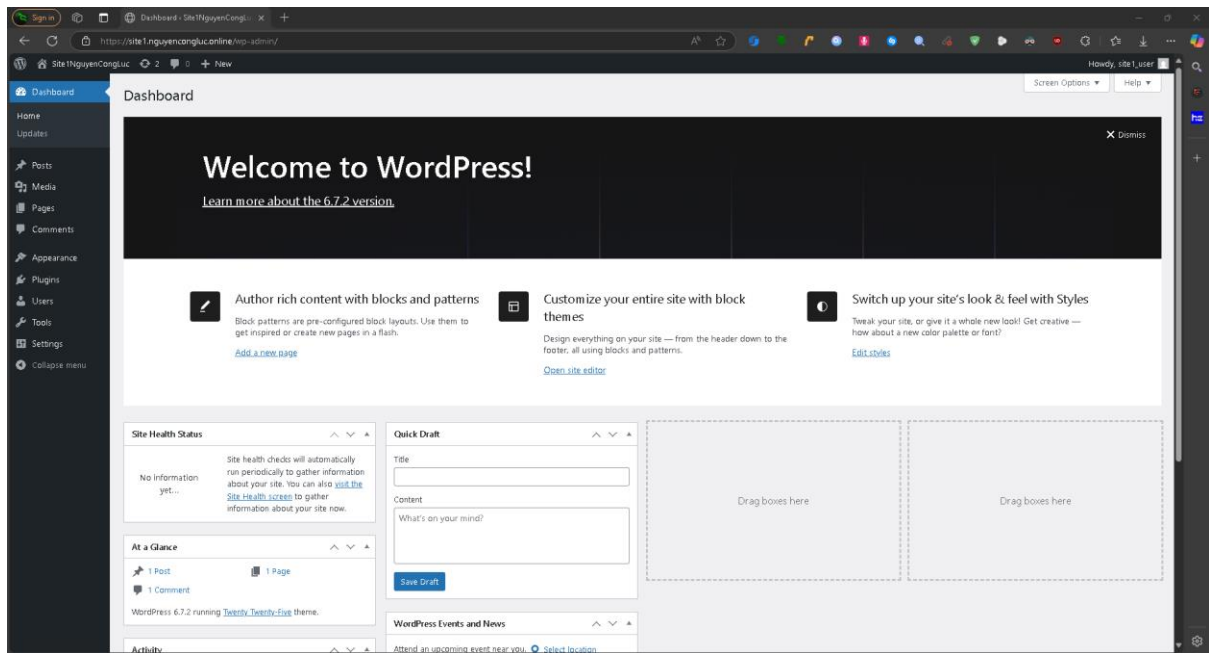 Sign in
Dashboard ‹ Site1NguyenCongLu
https://site1.nguyencongluc.online/wp-admin/
Site1NguyenCongLuc 2 0 + New
Howdy, site1_user
Dashboard
Home
Updates
Posts
Media
Pages
Comments
Appearance
Plugins
Users
Tools
Settings
Collapse menu
Dashboard
Screen Options ▼ Help ▼
Dismiss
Welcome to WordPress!
Learn more about the 6.7.2 version.
Author rich content with blocks and patterns
Block patterns are pre-configured block layouts. Use them to
get inspired or create new pages in a flash.
Add a new page
Customize your entire site with block
themes
Design everything on your site — from the header down to the
footer, all using blocks and patterns.
Open site editor
Switch up your site's look & feel with Styles
Tweak your site, or give it a whole new look! Get creative —
how about a new color palette or font?
Edit styles
Site Health Status
No information
yet...
Site health checks will automatically
run periodically to gather information
about your site. You can also visit the
Site Health screen to gather
information about your site now.
At a Glance
1 Post 1 Page
1 Comment
WordPress 6.7.2 running Twenty Twenty-Five theme.
Activity
Quick Draft
Title
Content
What's on your mind?
Save Draft
WordPress Events and News
Attend an upcoming event near you. Select location
Drag boxes here
Drag boxes here